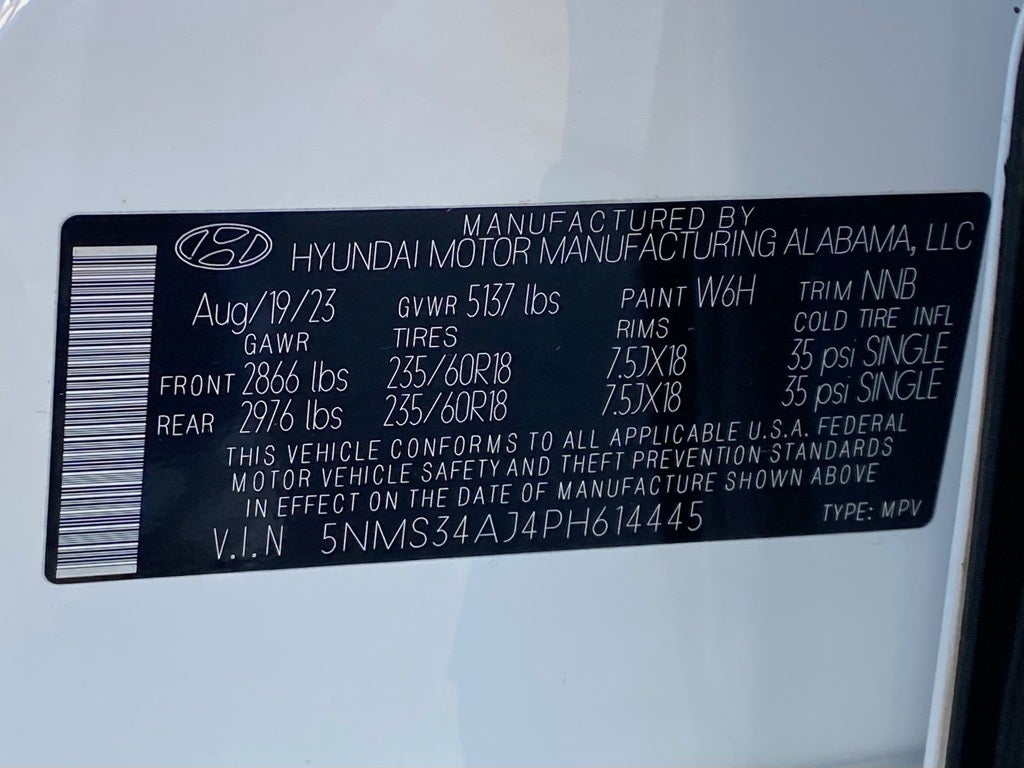 MANUFACTURED BY
HYUNDAI MOTOR MANUFACTURING ALABAMA, LLC
Aug/19/23 GVWR 5137 lbs PAINT W6H TRIM NNB
GAWR TIRES RIMS COLD TIRE INFL
FRONT 2866 lbs 235/60R18 7.5JX18 35 psi SINGLE
REAR 2976 lbs 235/60R18 7.5JX18 35 psi SINGLE
THIS VEHICLE CONFORMS TO ALL APPLICABLE U.S.A. FEDERAL
MOTOR VEHICLE SAFETY AND THEFT PREVENTION STANDARDS
IN EFFECT ON THE DATE OF MANUFACTURE SHOWN ABOVE
V.I.N 5NMS34AJ4PH614445 TYPE: MPV